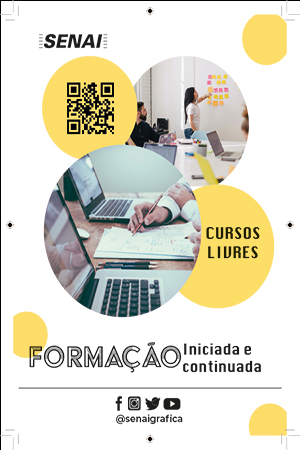 SENAI
CURSOS
LIVRES
FORMAÇÃO
Iniciada e
continuada
@senaigrafica